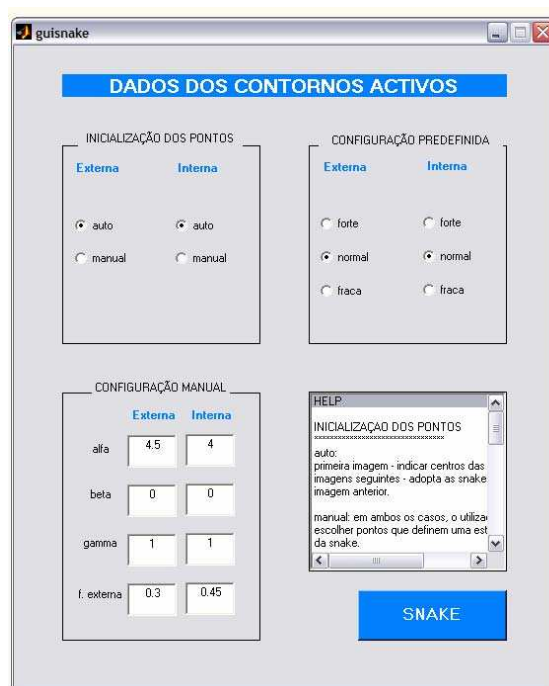 guisnake
DADOS DOS CONTORNOS ACTIVOS
INICIALIZAÇÃO DOS PONTOS
Externa Interna
auto auto
manual manual
CONFIGURAÇÃO PREDEFINIDA
Externa Interna
forte forte
normal normal
fraca fraca
CONFIGURAÇÃO MANUAL
Externa Interna
alfa 4.5 4
beta 0 0
gamma 1 1
f. externa 0.3 0.45
HELP
INICIALIZAÇAO DOS PONTOS
auto:
primeira imagem - indicar centros das
imagens seguintes - adopta as snake
imagem anterior.
manual: em ambos os casos, o utiliza
escolher pontos que definem uma est
da snake.
SNAKE